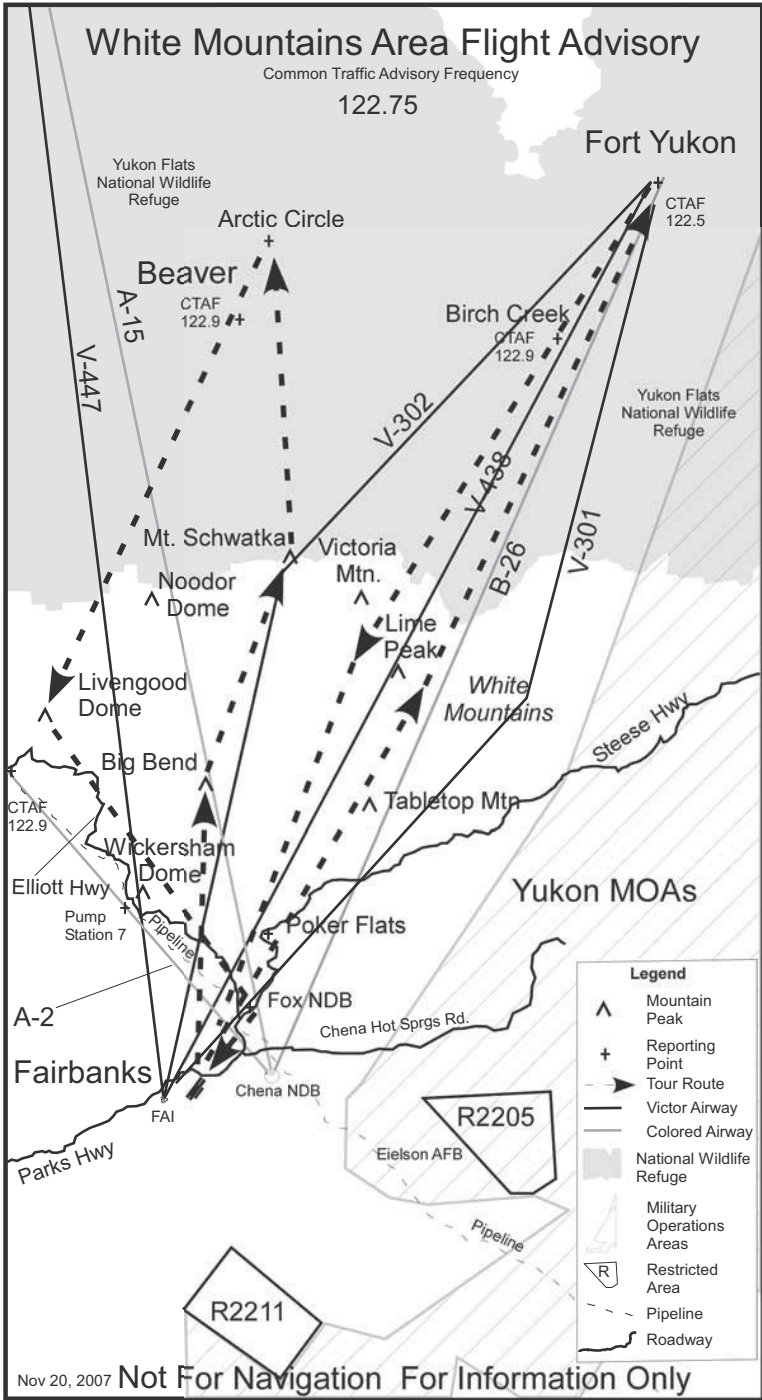 White Mountains Area Flight Advisory
Common Traffic Advisory Frequency
122.75
Fort Yukon
Yukon Flats
National Wildlife
Refuge
CTAF
122.5
Arctic Circle
Beaver
CTAF
122.9
A-15
Birch Creek
CTAF
122.9
V-447
V-302
Yukon Flats
National Wildlife
Refuge
V-438
V-301
B-26
Mt. Schwatka
Victoria
Mtn.
Noodor
Dome
Lime
Peak
Livengood
Dome
White
Mountains
Steese Hwy
Big Bend
CTAF
122.9
Tabletop Mtn
Wickersham
Dome
Elliott Hwy
Yukon MOAs
Pump
Station 7
Pipeline
Poker Flats
A-2
Fox NDB
Chena Hot Sprgs Rd.
Fairbanks
Chena NDB
FAI
Parks Hwy
R2205
Eielson AFB
Pipeline
R2211
Legend
Mountain
Peak
Reporting
Point
Tour Route
Victor Airway
Colored Airway
National Wildlife
Refuge
Military
Operations
Areas
R
Restricted
Area
Pipeline
Roadway
Nov 20, 2007 Not For Navigation For Information Only